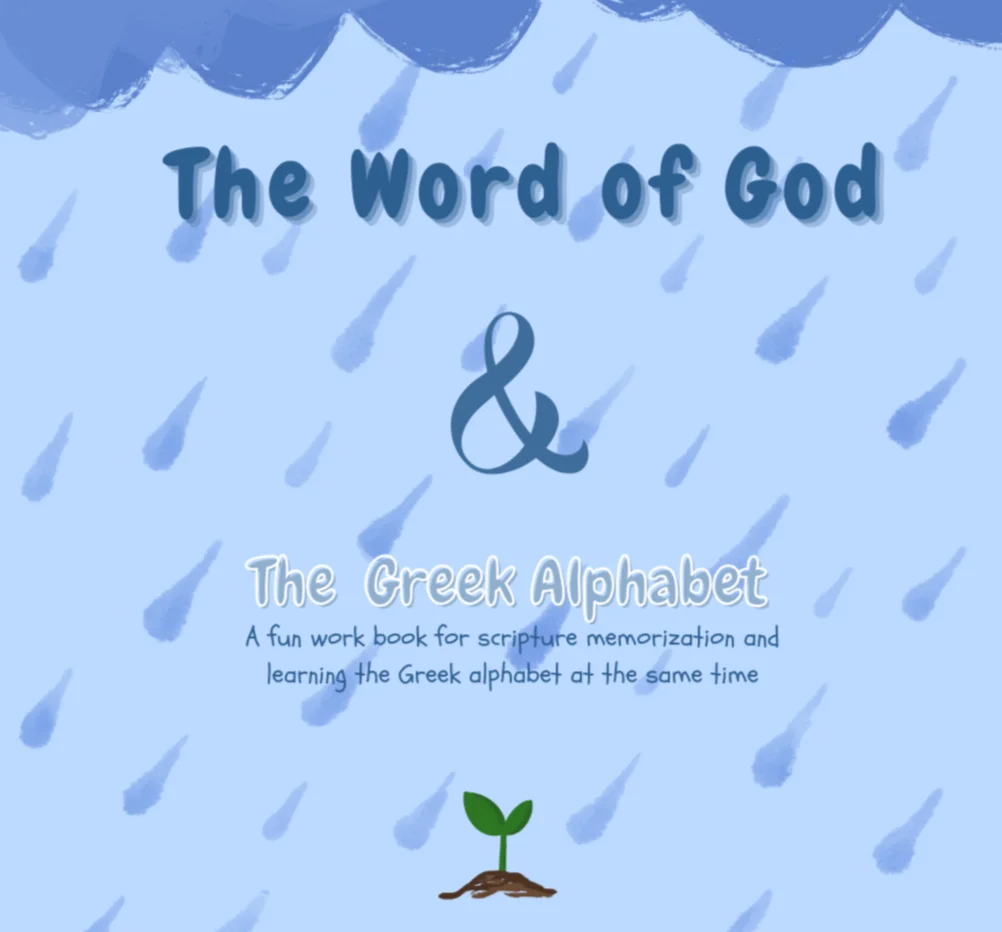 The Word of God
&
The Greek Alphabet
A fun work book for scripture memorization and
learning the Greek alphabet at the same time